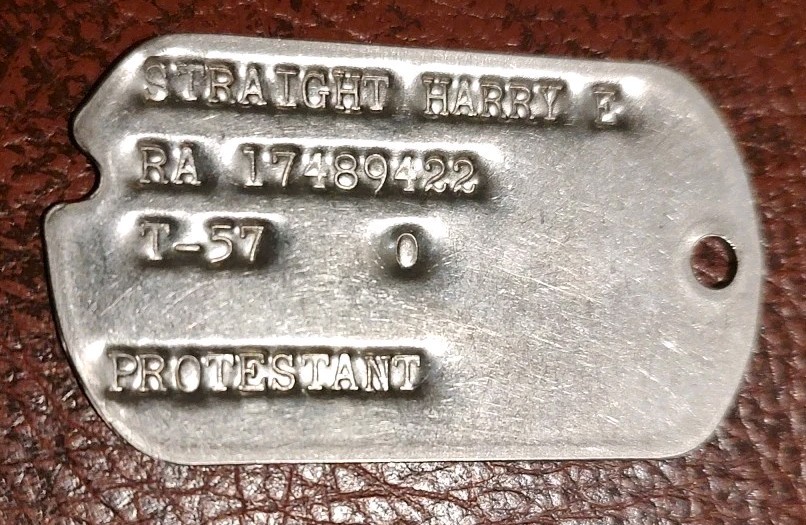 STRAIGHT HARRY E
RA 17489422
T-57 O
PROTESTANT